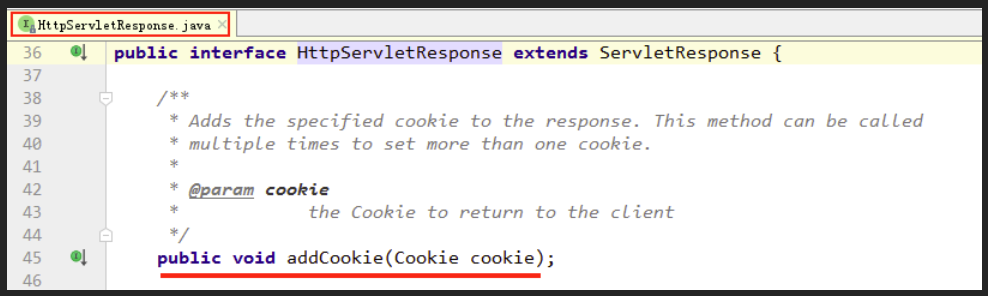 HttpServletResponse.java
36 public interface HttpServletResponse extends ServletResponse {
37
38 /**
39 * Adds the specified cookie to the response. This method can be called
40 * multiple times to set more than one cookie.
41 *
42 * @param cookie
43 * the Cookie to return to the client
44 */
45 public void addCookie(Cookie cookie);
46